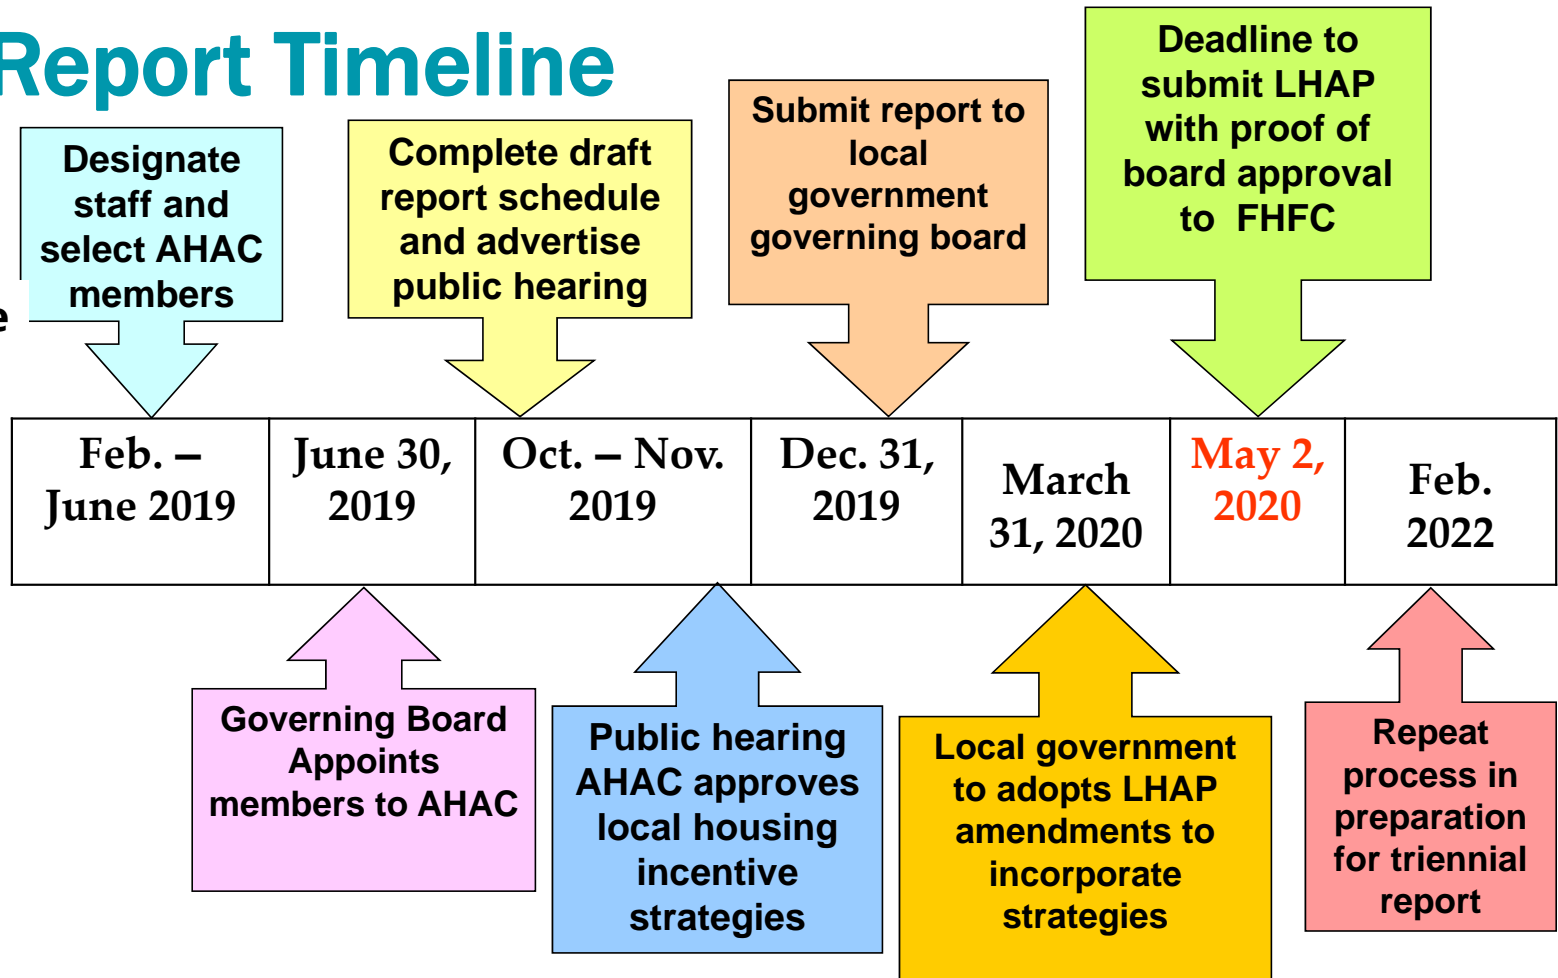 Report Timeline
Designate
staff and
select AHAC
members
e
Complete draft
report schedule
and advertise
public hearing
Submit report to
local
government
governing board
Deadline to
submit LHAP
with proof of
board approval
to FHFC
Feb. –
June 2019
June 30,
2019
Oct. – Nov.
2019
Dec. 31,
2019
March
31, 2020
May 2,
2020
Feb.
2022
Governing Board
Appoints
members to AHAC
Public hearing
AHAC approves
local housing
incentive
strategies
Local government
to adopts LHAP
amendments to
incorporate
strategies
Repeat
process in
preparation
for triennial
report